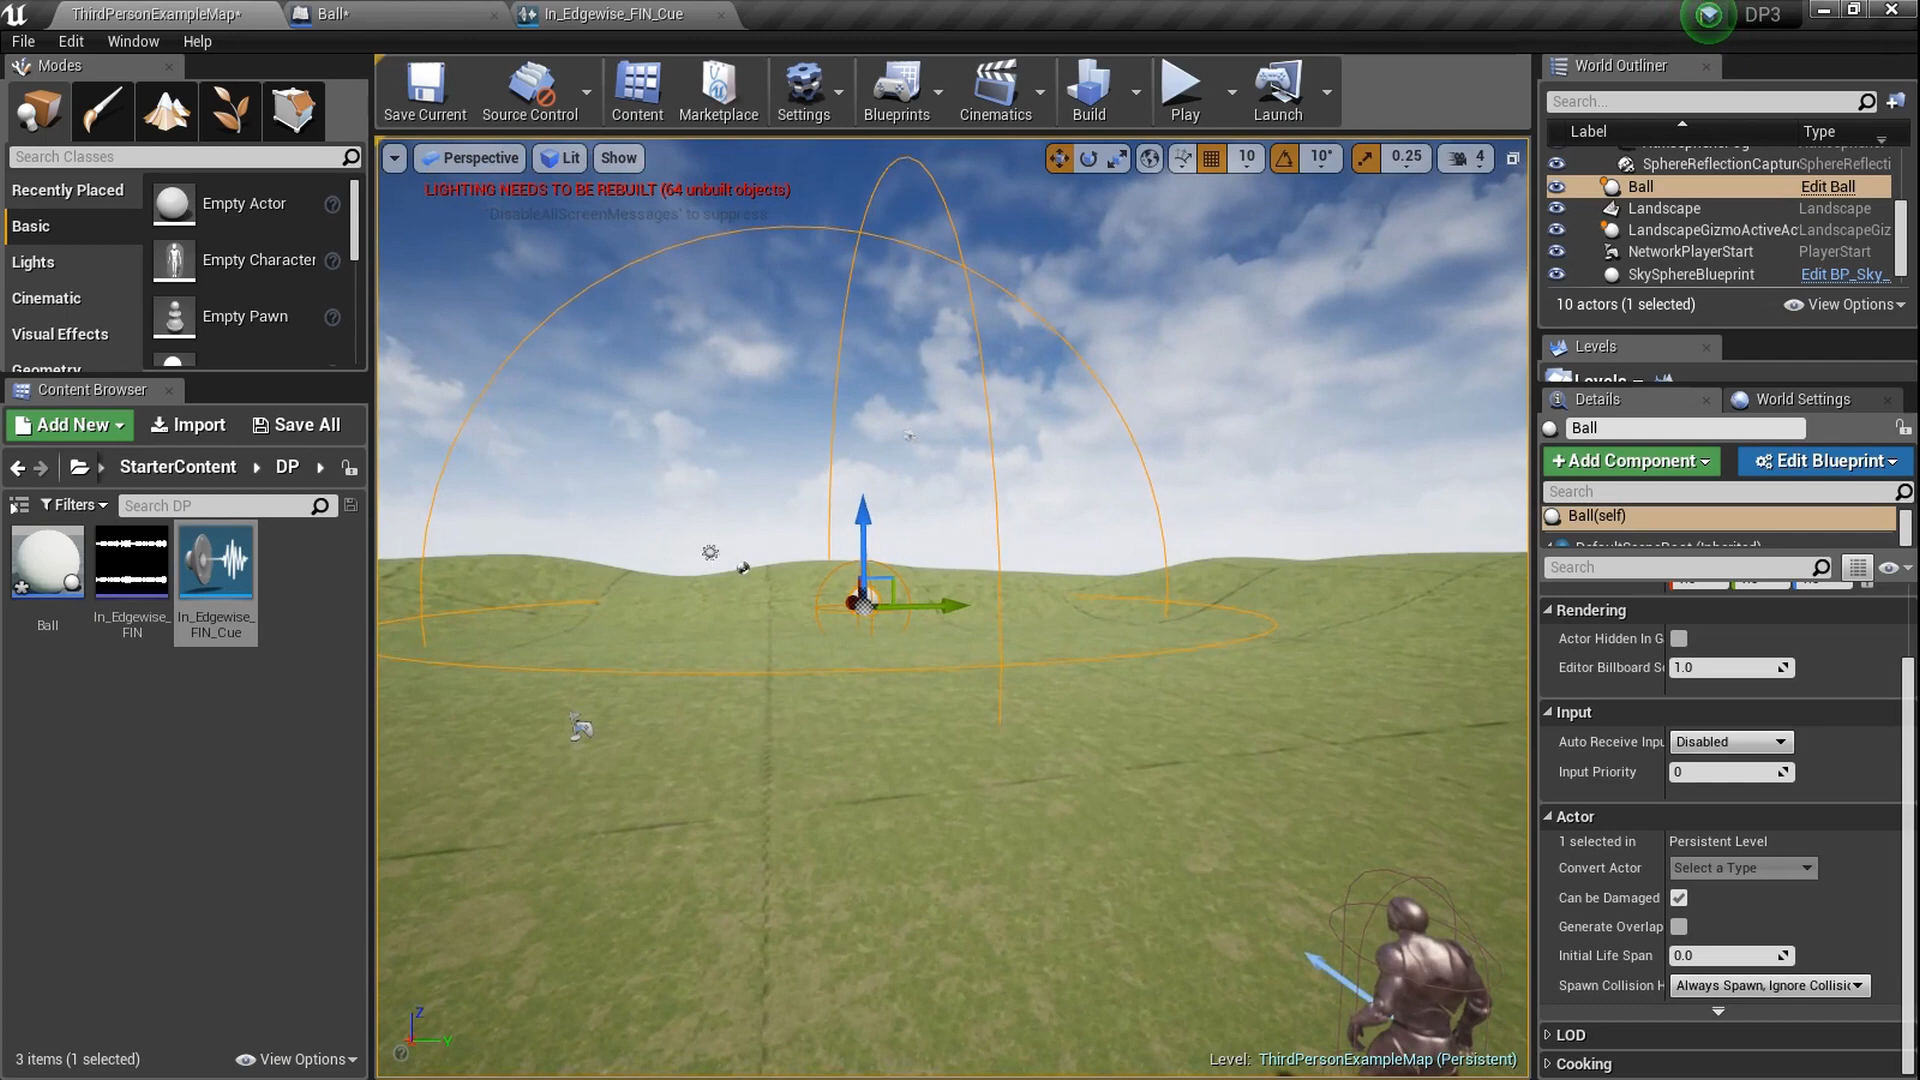 ThirdPersonExampleMap*
Ball*
In_Edgewise_FIN_Cue
DP3
File
Edit
Window
Help
Modes
Search Classes
Recently Placed
Basic
Lights
Cinematic
Visual Effects
Geometry
Empty Actor
Empty Character
Empty Pawn
Save Current
Source Control
Content
Marketplace
Settings
Blueprints
Cinematics
Build
Play
Launch
Perspective
Lit
Show
10
10°
0.25
4
LIGHTING NEEDS TO BE REBUILT (64 unbuilt objects)
'DisableAllScreenMessages' to suppress
Content Browser
Add New
Import
Save All
StarterContent
DP
Filters
Search DP
Ball
In_Edgewise_
FIN
In_Edgewise_
FIN_Cue
3 items (1 selected)
View Options
Z
Y
Level: ThirdPersonExampleMap (Persistent)
World Outliner
Search...
Label
Type
SphereReflectionCapture
SphereReflecti
Ball
Edit Ball
Landscape
Landscape
LandscapeGizmoActiveAc
LandscapeGiz
NetworkPlayerStart
PlayerStart
SkySphereBlueprint
Edit BP_Sky_
10 actors (1 selected)
View Options
Levels
Levels
Details
World Settings
Ball
+Add Component
Edit Blueprint
Search
Ball(self)
Search
Rendering
Actor Hidden In G
Editor Billboard Sc
1.0
Input
Auto Receive Inpu
Disabled
Input Priority
0
Actor
1 selected in
Persistent Level
Convert Actor
Select a Type
Can be Damaged
Generate Overlap
Initial Life Span
0.0
Spawn Collision H
Always Spawn, Ignore Collisic
LOD
Cooking